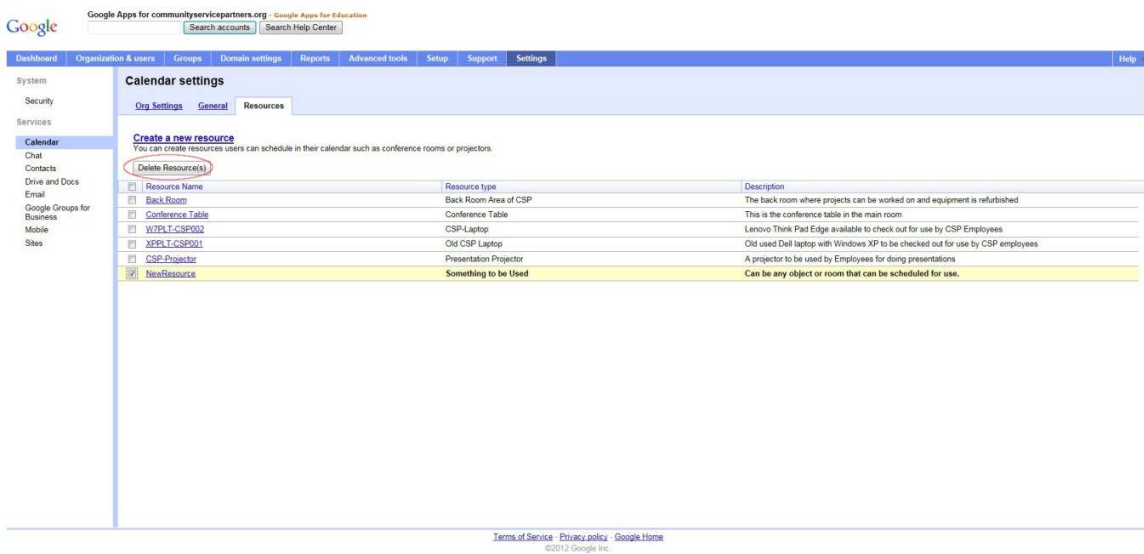 Google
Google Apps for communityservicepartners.org - Google Apps for Education
Search accounts Search Help Center
Dashboard Organization & users Groups Domain settings Reports Advanced tools Setup Support Settings Help
System
Security
Services
Calendar
Chat
Contacts
Drive and Docs
Email
Google Groups for
Business
Mobile
Sites
Calendar settings
Org Settings General Resources
Create a new resource
You can create resources users can schedule in their calendar such as conference rooms or projectors.
Delete Resource(s)
Resource Name Resource type Description
Back Room Back Room Area of CSP The back room where projects can be worked on and equipment is refurbished
Conference Table Conference Table This is the conference table in the main room
W7PLT-CSP002 CSP-Laptop Lenovo Think Pad Edge available to check out for use by CSP Employees
XPPLT-CSP001 Old CSP Laptop Old used Dell laptop with Windows XP to be checked out for use by CSP employees
CSP-Projector Presentation Projector A projector to be used by Employees for doing presentations
NewResource Something to be Used Can be any object or room that can be scheduled for use.
Terms of Service - Privacy policy - Google Home
©2012 Google Inc.